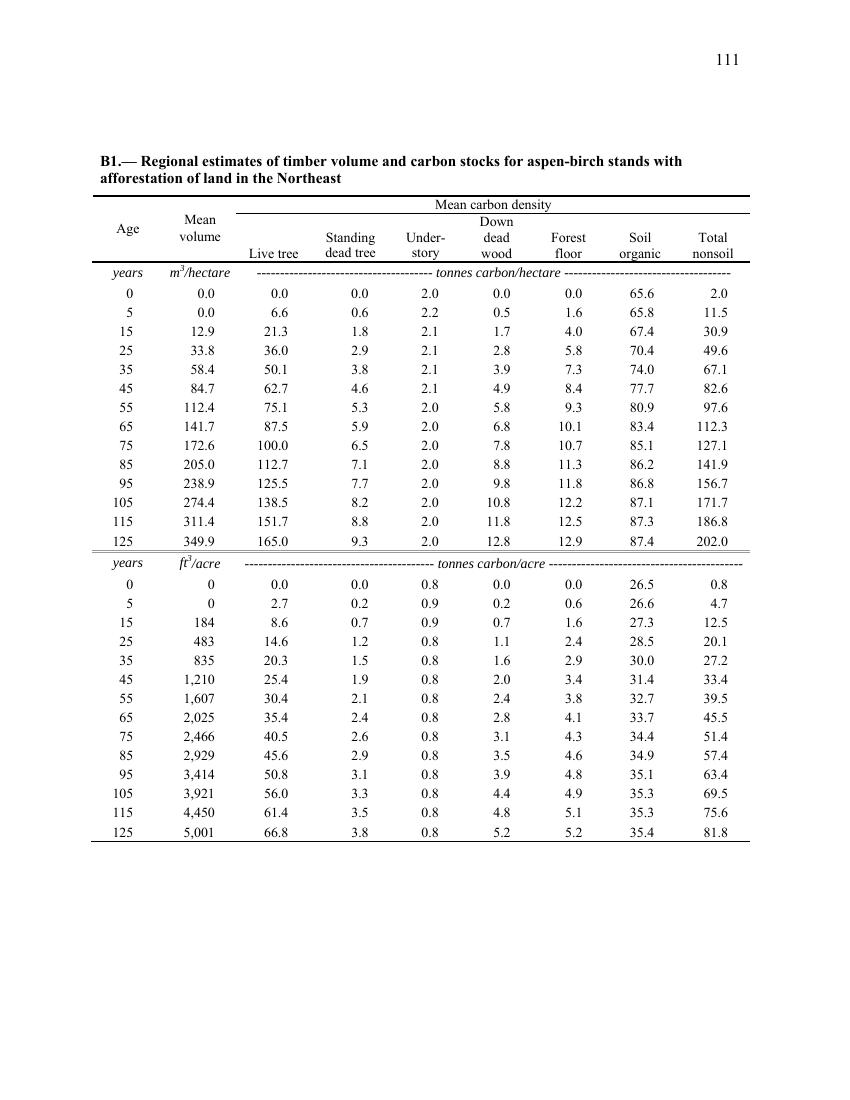 111
B1.— Regional estimates of timber volume and carbon stocks for aspen-birch stands with
afforestation of land in the Northeast
Age Mean volume Mean carbon density
Live tree Standing dead tree Under-story Down dead wood Forest floor Soil organic Total nonsoil
years m³/hectare -------------------------------------- tonnes carbon/hectare ------------------------------------
0 0.0 0.0 0.0 2.0 0.0 0.0 65.6 2.0
5 0.0 6.6 0.6 2.2 0.5 1.6 65.8 11.5
15 12.9 21.3 1.8 2.1 1.7 4.0 67.4 30.9
25 33.8 36.0 2.9 2.1 2.8 5.8 70.4 49.6
35 58.4 50.1 3.8 2.1 3.9 7.3 74.0 67.1
45 84.7 62.7 4.6 2.1 4.9 8.4 77.7 82.6
55 112.4 75.1 5.3 2.0 5.8 9.3 80.9 97.6
65 141.7 87.5 5.9 2.0 6.8 10.1 83.4 112.3
75 172.6 100.0 6.5 2.0 7.8 10.7 85.1 127.1
85 205.0 112.7 7.1 2.0 8.8 11.3 86.2 141.9
95 238.9 125.5 7.7 2.0 9.8 11.8 86.8 156.7
105 274.4 138.5 8.2 2.0 10.8 12.2 87.1 171.7
115 311.4 151.7 8.8 2.0 11.8 12.5 87.3 186.8
125 349.9 165.0 9.3 2.0 12.8 12.9 87.4 202.0
years ft³/acre ----------------------------------------- tonnes carbon/acre ------------------------------------------
0 0 0.0 0.0 0.8 0.0 0.0 26.5 0.8
5 0 2.7 0.2 0.9 0.2 0.6 26.6 4.7
15 184 8.6 0.7 0.9 0.7 1.6 27.3 12.5
25 483 14.6 1.2 0.8 1.1 2.4 28.5 20.1
35 835 20.3 1.5 0.8 1.6 2.9 30.0 27.2
45 1,210 25.4 1.9 0.8 2.0 3.4 31.4 33.4
55 1,607 30.4 2.1 0.8 2.4 3.8 32.7 39.5
65 2,025 35.4 2.4 0.8 2.8 4.1 33.7 45.5
75 2,466 40.5 2.6 0.8 3.1 4.3 34.4 51.4
85 2,929 45.6 2.9 0.8 3.5 4.6 34.9 57.4
95 3,414 50.8 3.1 0.8 3.9 4.8 35.1 63.4
105 3,921 56.0 3.3 0.8 4.4 4.9 35.3 69.5
115 4,450 61.4 3.5 0.8 4.8 5.1 35.3 75.6
125 5,001 66.8 3.8 0.8 5.2 5.2 35.4 81.8